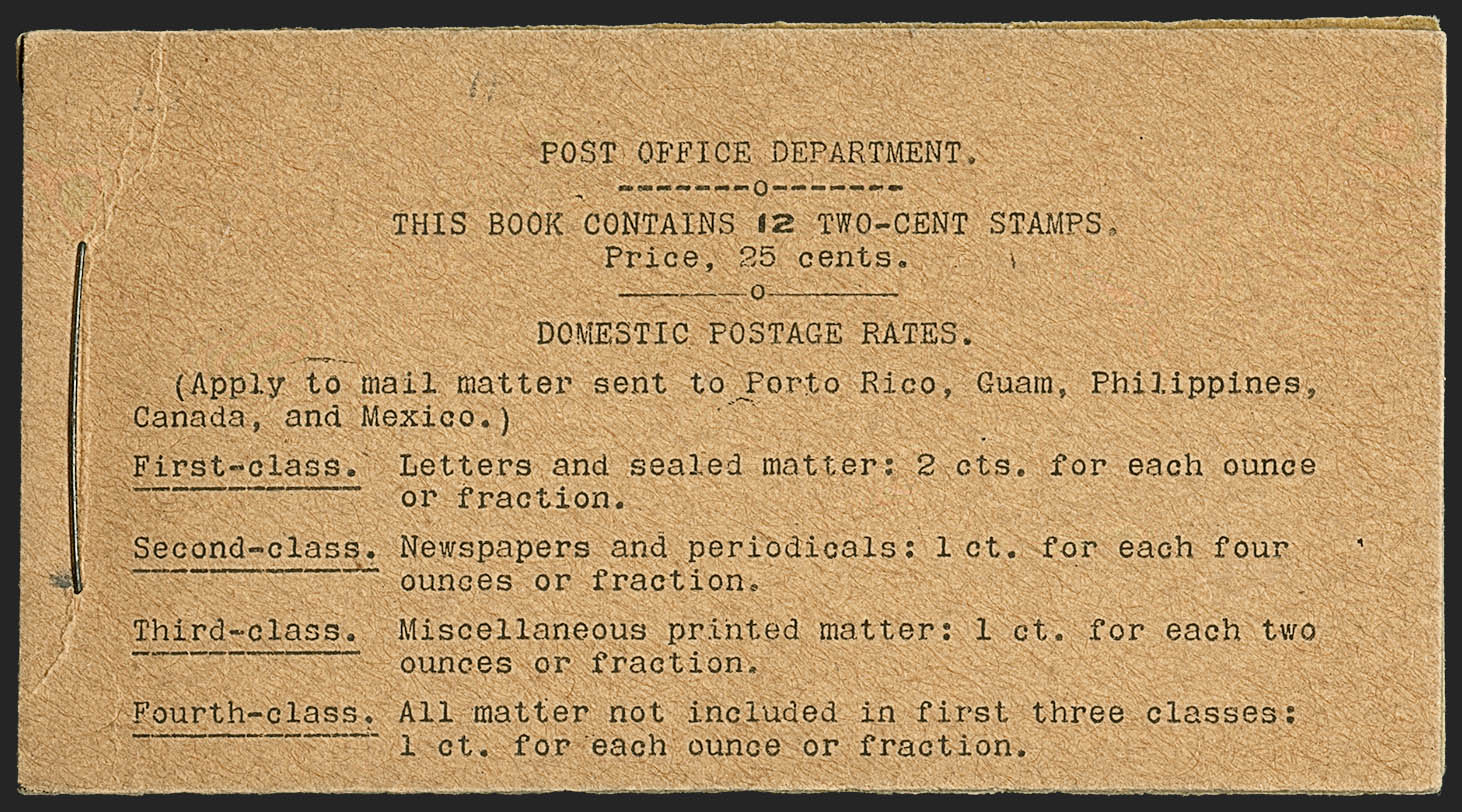 POST OFFICE DEPARTMENT.
-------o-------
THIS BOOK CONTAINS 12 TWO-CENT STAMPS.
Price, 25 cents.
———o———
DOMESTIC POSTAGE RATES.
(Apply to mail matter sent to Porto Rico, Guam, Philippines,
Canada, and Mexico.)
First-class. Letters and sealed matter: 2 cts. for each ounce
or fraction.
Second-class. Newspapers and periodicals: 1 ct. for each four
ounces or fraction.
Third-class. Miscellaneous printed matter: 1 ct. for each two
ounces or fraction.
Fourth-class. All matter not included in first three classes:
1 ct. for each ounce or fraction.